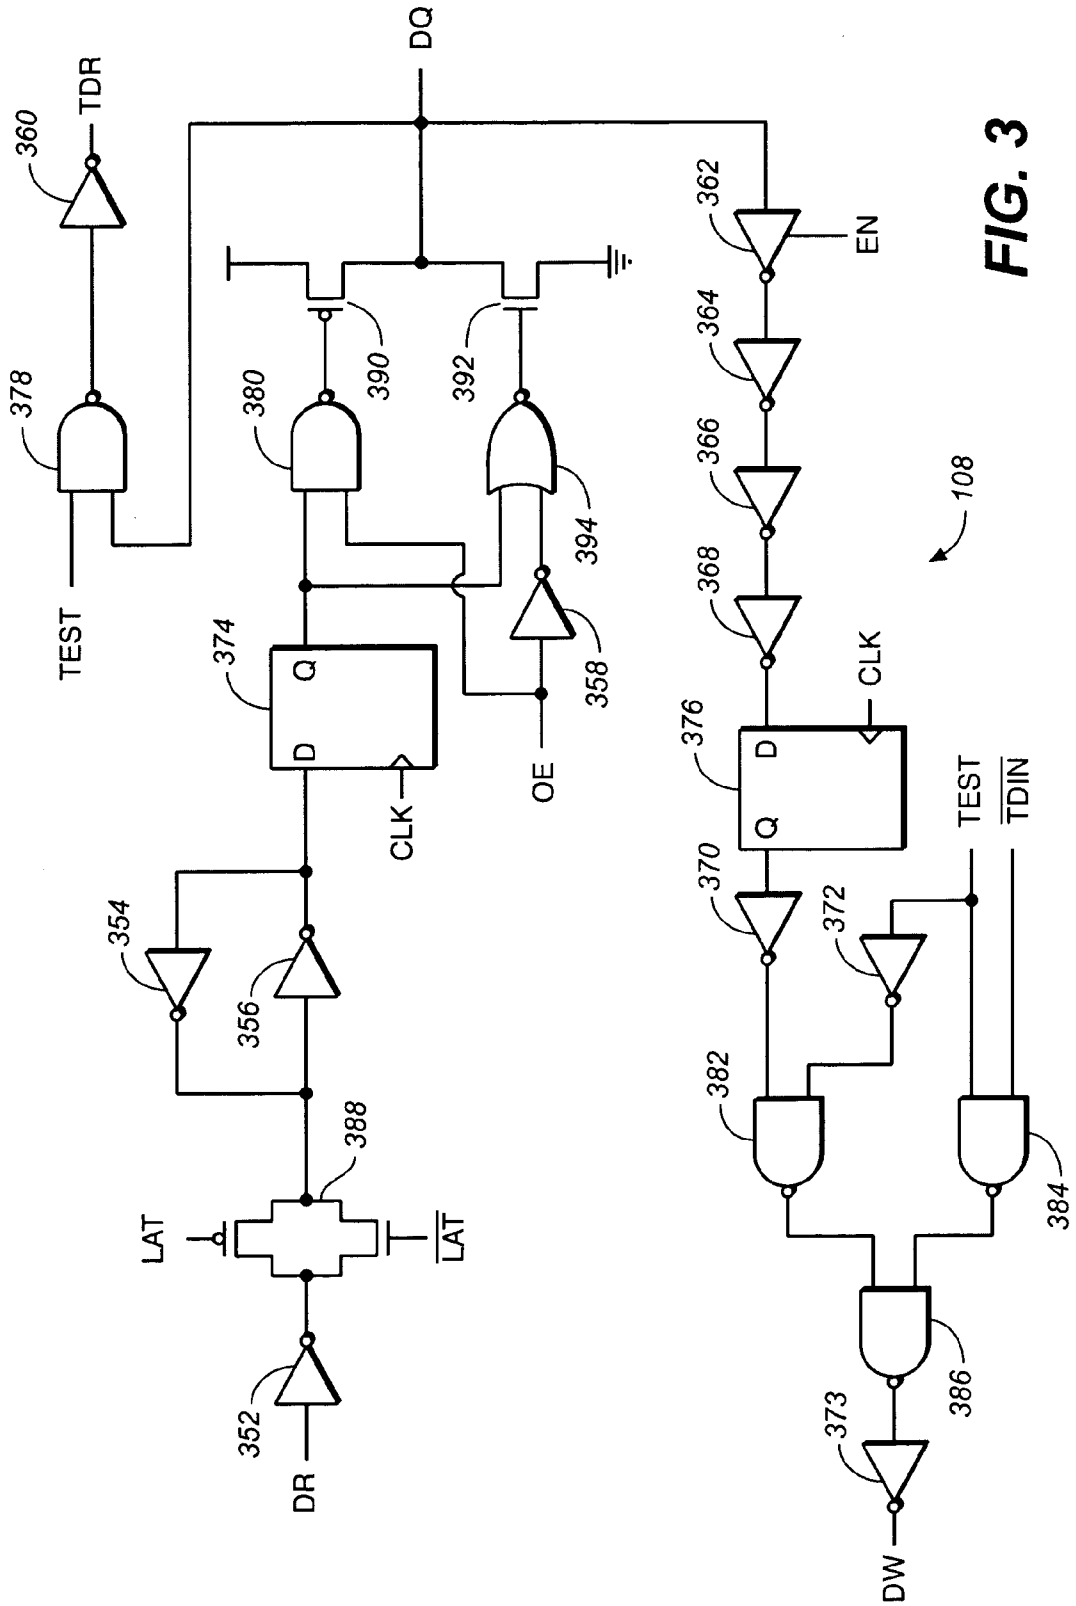 DQ
TDR
360
378
TEST
362
EN
364
366
368
390
392
380
394
358
OE
374
D
Q
CLK
354
356
LAT
388
LAT
352
DR
376
D
Q
CLK
370
372
TEST
TDIN
382
384
386
373
DW
108
FIG. 3